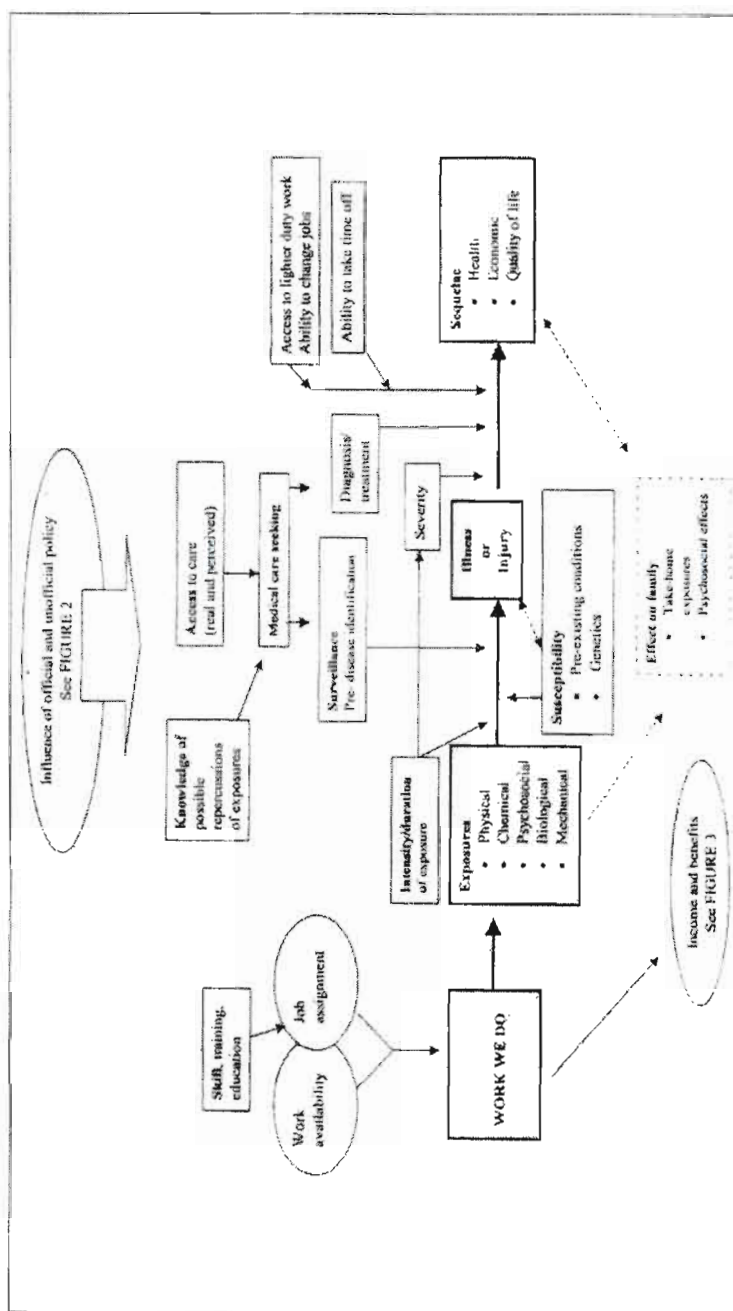 Influence of official and unofficial policy
See FIGURE 2
Access to care
(real and perceived)
Knowledge of
possible
repercussions
of exposures
Medical care seeking
Access to lighter duty work
Ability to change jobs
Ability to take time off
Skill, training,
education
Work
availability
Job
assignment
Surveillance
Pre-disease identification
Diagnosis/
treatment
Intensity/duration
of exposure
Severity
WORK WE DO
Exposures
• Physical
• Chemical
• Psychosocial
• Biological
• Mechanical
Illness
or
Injury
Sequelae
• Health
• Economic
• Quality of life
Susceptibility
• Pre-existing conditions
• Genetics
Income and benefits
See FIGURE 3
Effect on family
• Take-home
exposures
• Psychosocial effects